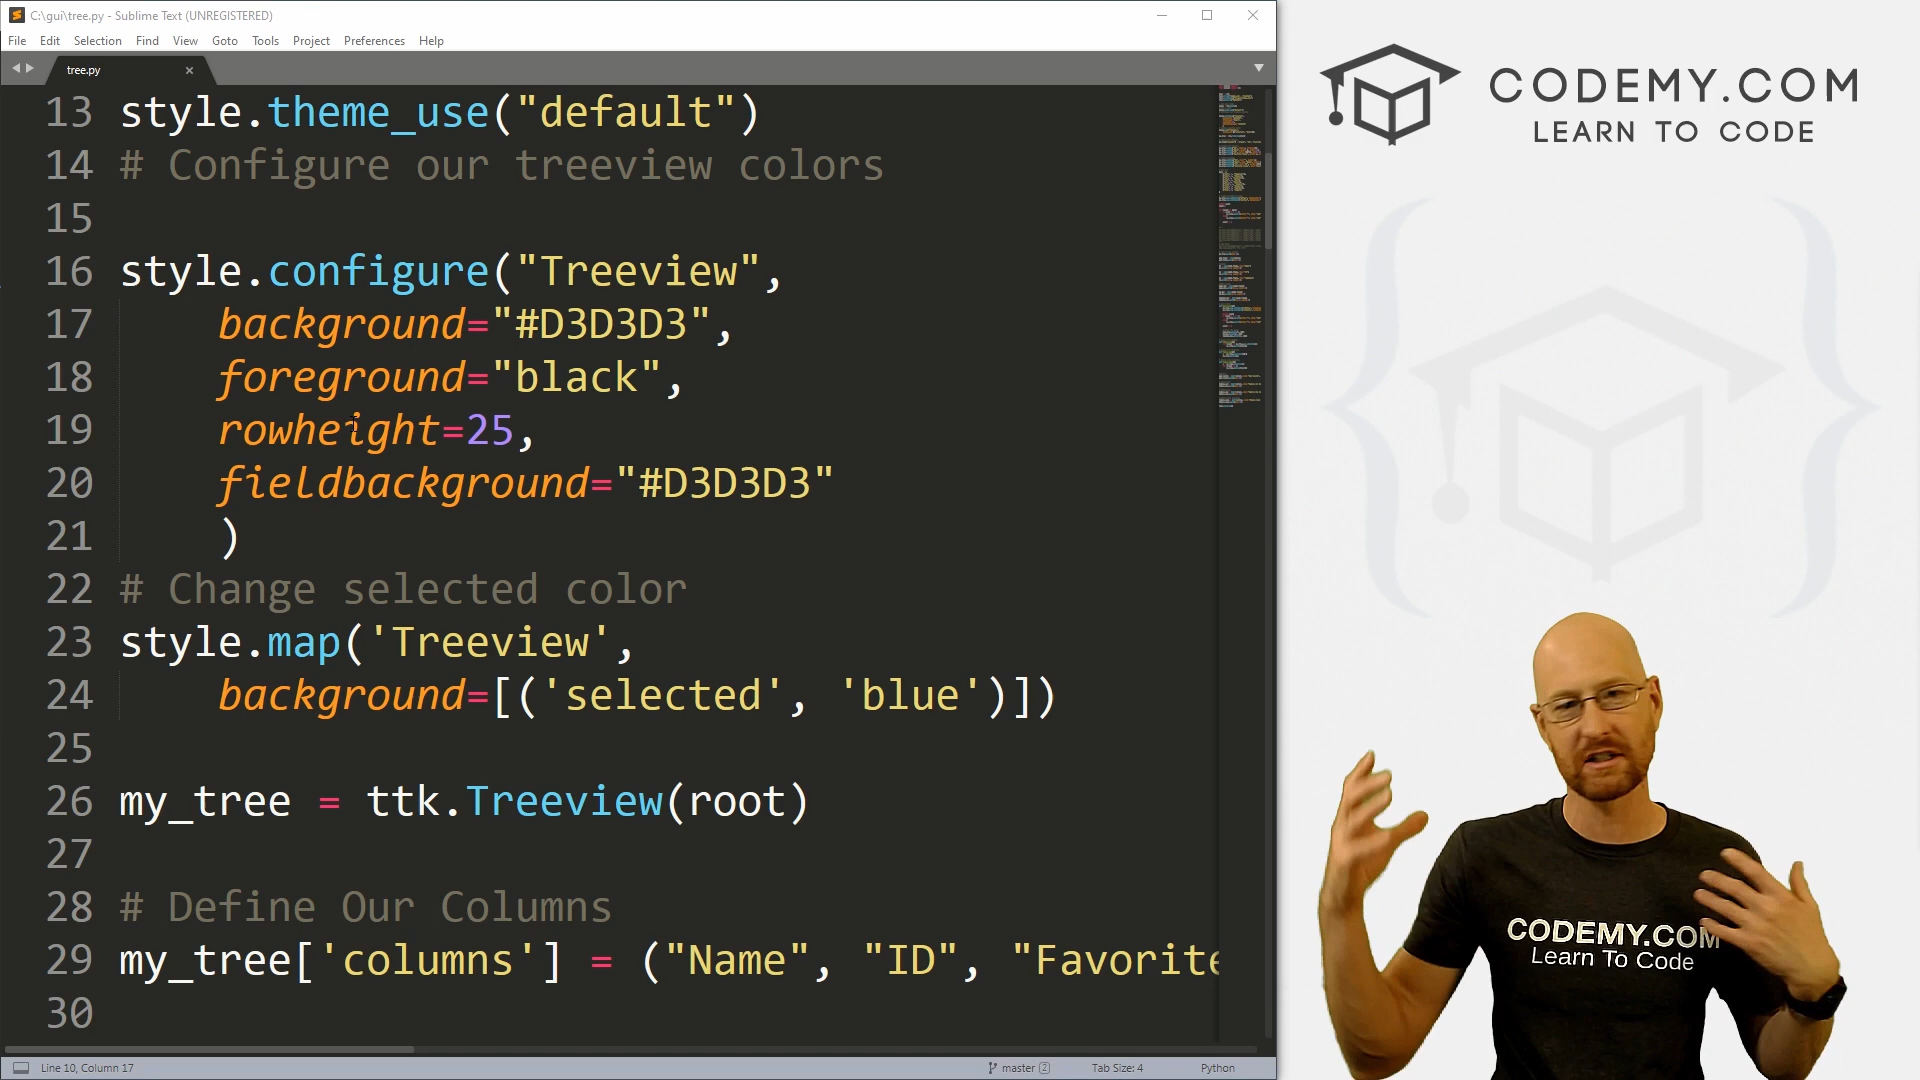 C:\gui\tree.py - Sublime Text (UNREGISTERED)
File Edit Selection Find View Goto Tools Project Preferences Help
tree.py
13 style.theme_use("default")
14 # Configure our treeview colors
15
16 style.configure("Treeview",
17 background="#D3D3D3",
18 foreground="black",
19 rowheight=25,
20 fieldbackground="#D3D3D3"
21 )
22 # Change selected color
23 style.map('Treeview',
24 background=[('selected', 'blue')])
25
26 my_tree = ttk.Treeview(root)
27
28 # Define Our Columns
29 my_tree['columns'] = ("Name", "ID", "Favorite
30
Line 10, Column 17
master 2
Tab Size: 4
Python
CODEMY.COM
LEARN TO CODE
CODEMY.COM
Learn To Code